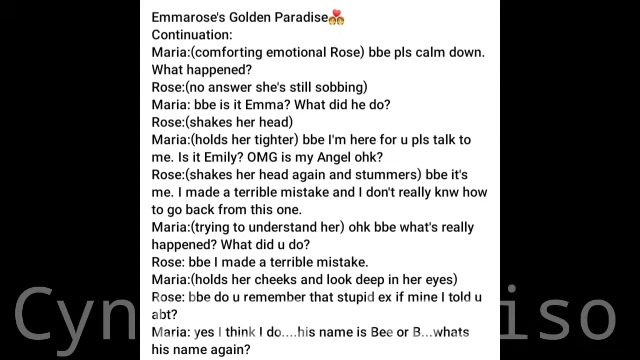 Emmarose's Golden Paradise💑
Continuation:
Maria:(comforting emotional Rose) bbe pls calm down.
What happened?
Rose:(no answer she's still sobbing)
Maria: bbe is it Emma? What did he do?
Rose:(shakes her head)
Maria:(holds her tighter) bbe I'm here for u pls talk to
me. Is it Emily? OMG is my Angel ohk?
Rose:(shakes her head again and stummers) bbe it's
me. I made a terrible mistake and I don't really knw how
to go back from this one.
Maria:(trying to understand her) ohk bbe what's really
happened? What did u do?
Rose: bbe I made a terrible mistake.
Maria:(holds her cheeks and look deep in her eyes)
Rose: bbe do u remember that stupid ex if mine I told u
abt?
Maria: yes I think I do....his name is Bee or B...whats
his name again?
Cyn
iso